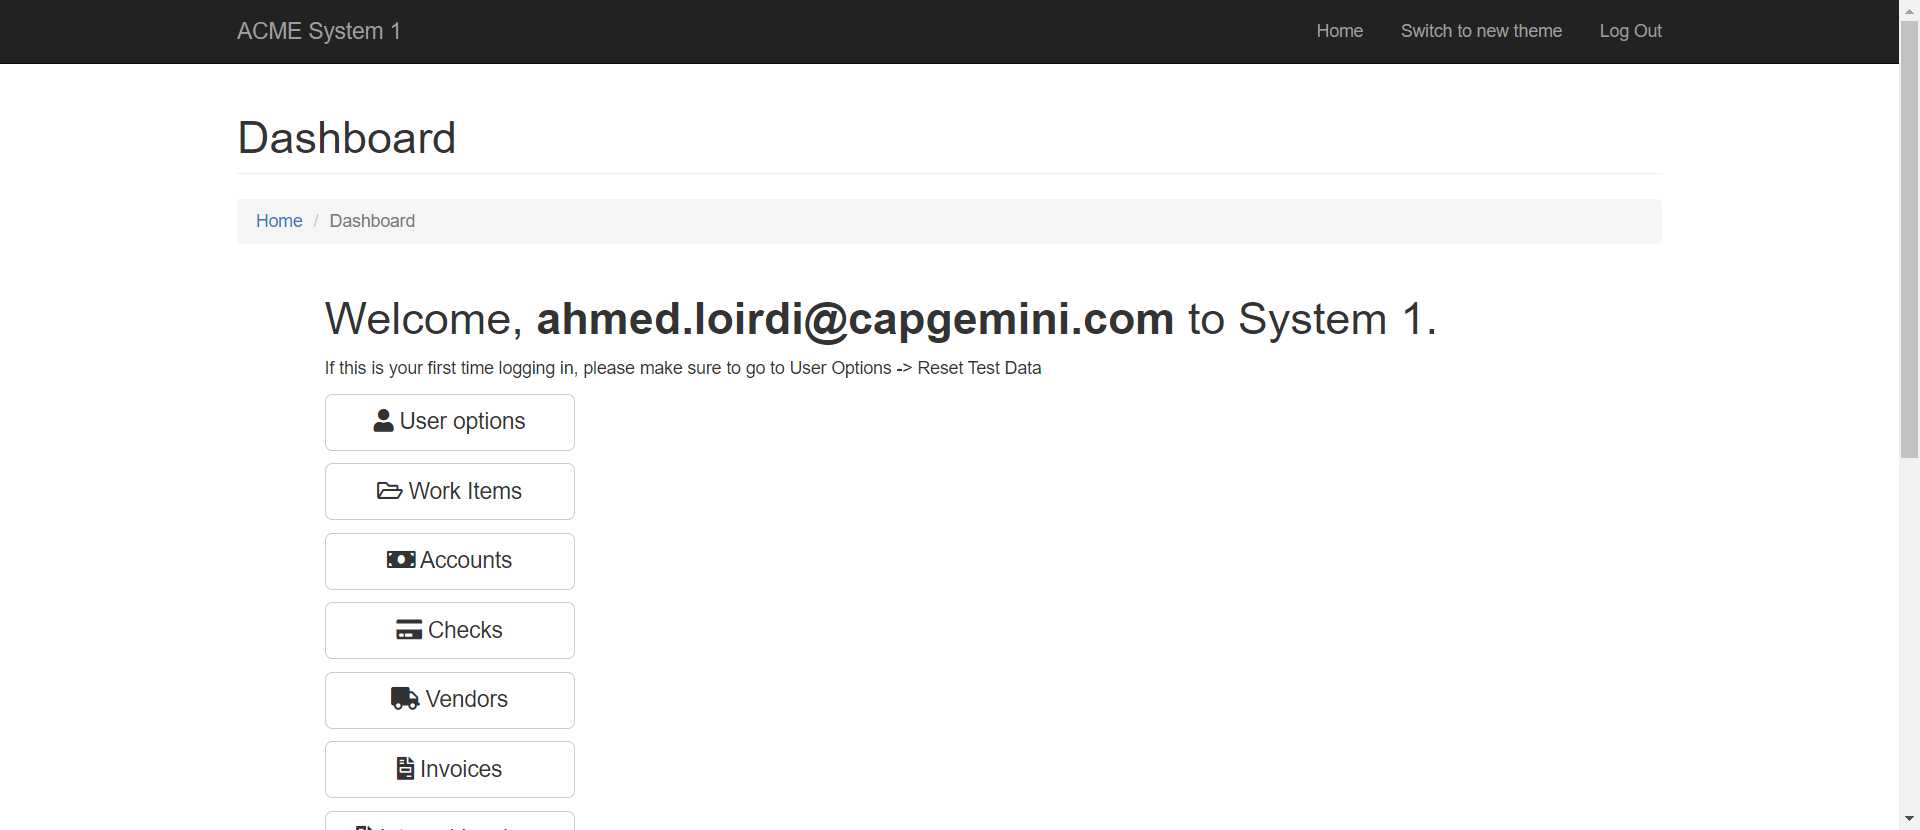 ACME System 1
Home
Switch to new theme
Log Out
Dashboard
Home / Dashboard
Welcome, ahmed.loirdi@capgemini.com to System 1.
If this is your first time logging in, please make sure to go to User Options -> Reset Test Data
User options
Work Items
Accounts
Checks
Vendors
Invoices